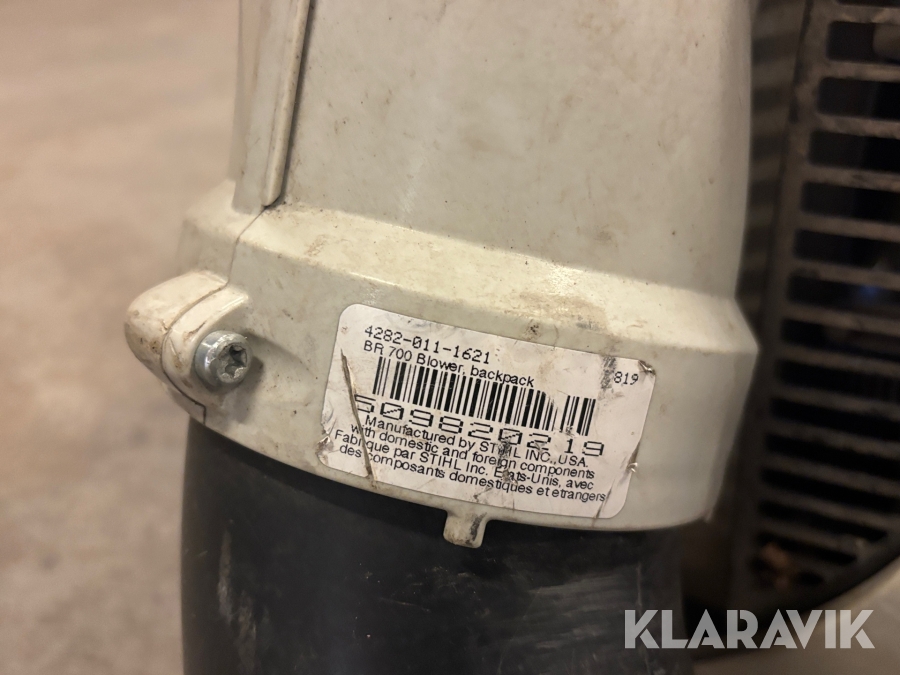 4282-011-1621
BR 700 Blower, backpack
819
509820219
Manufactured by STIHL INC., USA.
with domestic and foreign components
Fabrique par STIHL Inc. Etats-Unis, avec
des composants domestiques et etrangers
KLARAVIK